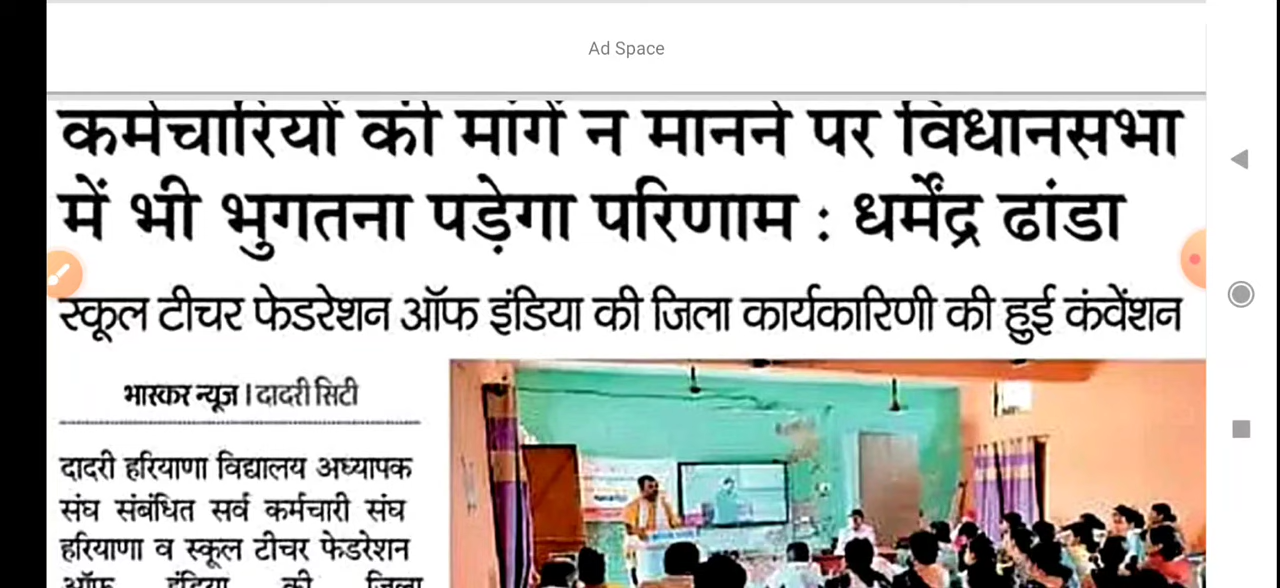 Ad Space
कर्मचारियों की मांगें न मानने पर विधानसभा
में भी भुगतना पड़ेगा परिणाम : धर्मेंद्र ढांडा
स्कूल टीचर फेडरेशन ऑफ इंडिया की जिला कार्यकारिणी की हुई कंवेंशन
भास्कर न्यूज | दादरी सिटी
दादरी हरियाणा विद्यालय अध्यापक
संघ संबंधित सर्व कर्मचारी संघ
हरियाणा व स्कूल टीचर फेडरेशन
ऑफ इंडिया की जिला